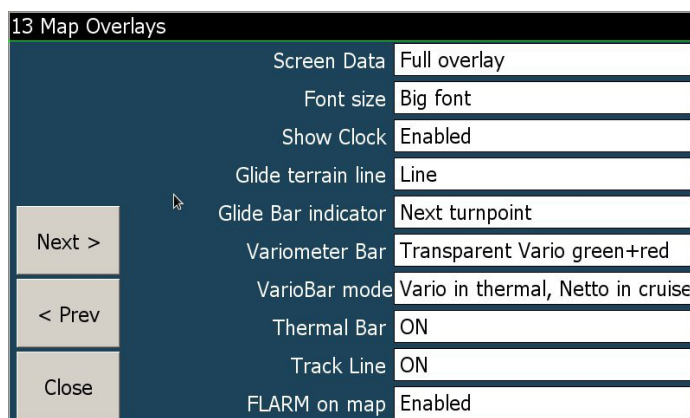 13 Map Overlays
Screen Data Full overlay
Font size Big font
Show Clock Enabled
Glide terrain line Line
Glide Bar indicator Next turnpoint
Next >
Variometer Bar Transparent Vario green+red
VarioBar mode Vario in thermal, Netto in cruise
< Prev
Thermal Bar ON
Track Line ON
Close
FLARM on map Enabled